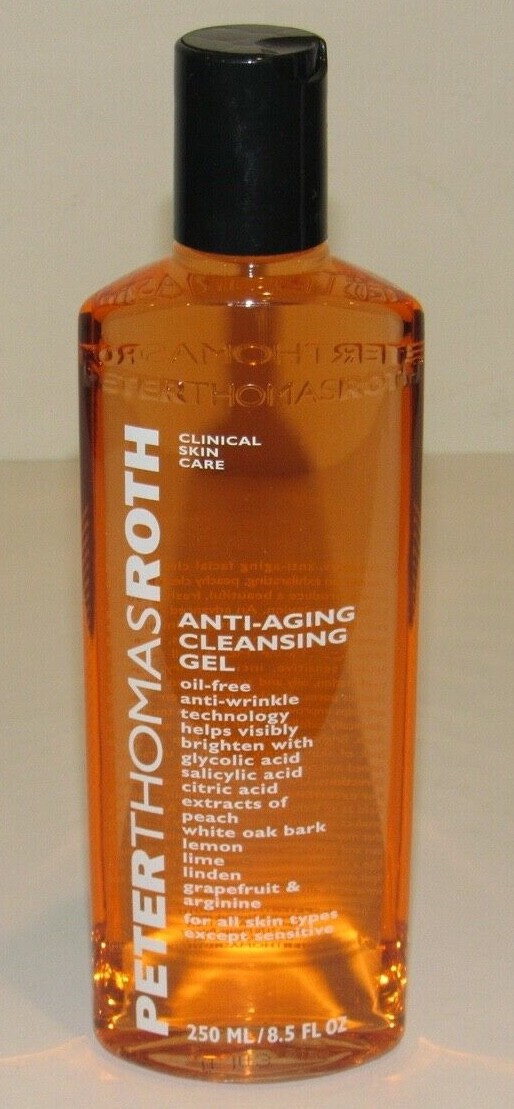 PETERTHOMASROTH
PETERTHOMASROTH
CLINICAL
SKIN
CARE
ANTI-AGING
CLEANSING
GEL
oil-free
anti-wrinkle
technology
helps visibly
brighten with
glycolic acid
salicylic acid
citric acid
extracts of
peach
white oak bark
lemon
lime
linden
grapefruit &
arginine
for all skin types
except sensitive
250 ML/8.5 FL OZ